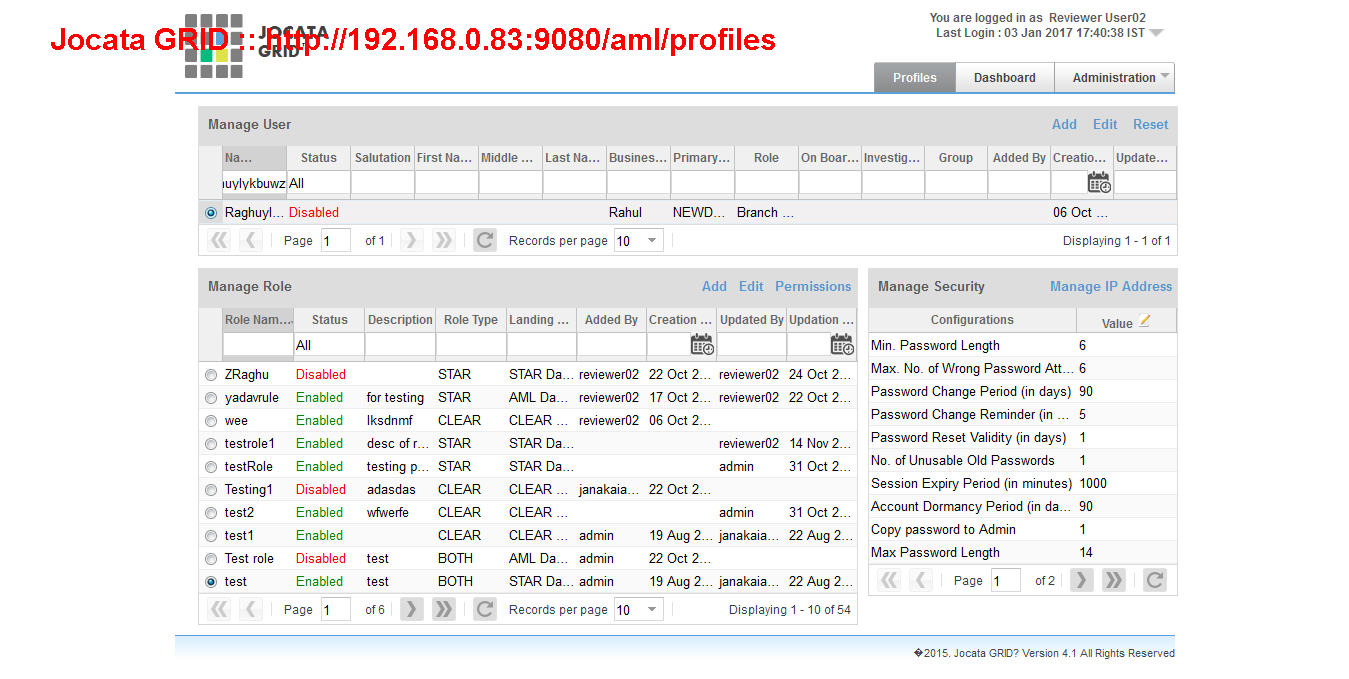 You are logged in as Reviewer User02
Last Login : 03 Jan 2017 17:40:38 IST
JOCATA
GRID
Jocata GRID :: http://192.168.0.83:9080/aml/profiles
Profiles Dashboard Administration
Manage User Add Edit Reset
Na... Status Salutation First Na... Middle ... Last Na... Busines... Primary... Role On Boar... Investig... Group Added By Creatio... Update...
uylykbuwz All
Raghuyl... Disabled Rahul NEWD... Branch ... 06 Oct ...
Page 1 of 1 Records per page 10 Displaying 1 - 1 of 1
Manage Role Add Edit Permissions
Role Nam... Status Description Role Type Landing ... Added By Creation ... Updated By Updation ...
All
ZRaghu Disabled STAR STAR Da... reviewer02 22 Oct 2... reviewer02 24 Oct 2...
yadavrule Enabled for testing STAR AML Da... reviewer02 17 Oct 2... reviewer02 22 Oct 2...
wee Enabled lksdnmf CLEAR CLEAR ... reviewer02 06 Oct 2...
testrole1 Enabled desc of r... STAR STAR Da... reviewer02 14 Nov 2...
testRole Enabled testing p... STAR STAR Da... admin 31 Oct 2...
Testing1 Disabled adasdas CLEAR CLEAR ... janakaia... 22 Oct 2...
test2 Enabled wfwerfe CLEAR CLEAR ... admin 31 Oct 2...
test1 Enabled CLEAR CLEAR ... admin 19 Aug 2... janakaia... 22 Aug 2...
Test role Disabled test BOTH AML Da... admin 22 Oct 2...
test Enabled test BOTH STAR Da... admin 19 Aug 2... janakaia... 22 Aug 2...
Page 1 of 6 Records per page 10 Displaying 1 - 10 of 54
Manage Security Manage IP Address
Configurations Value
Min. Password Length 6
Max. No. of Wrong Password Att... 6
Password Change Period (in days) 90
Password Change Reminder (in ... 5
Password Reset Validity (in days) 1
No. of Unusable Old Passwords 1
Session Expiry Period (in minutes) 1000
Account Dormancy Period (in da... 90
Copy password to Admin 1
Max Password Length 14
Page 1 of 2
�2015. Jocata GRID? Version 4.1 All Rights Reserved